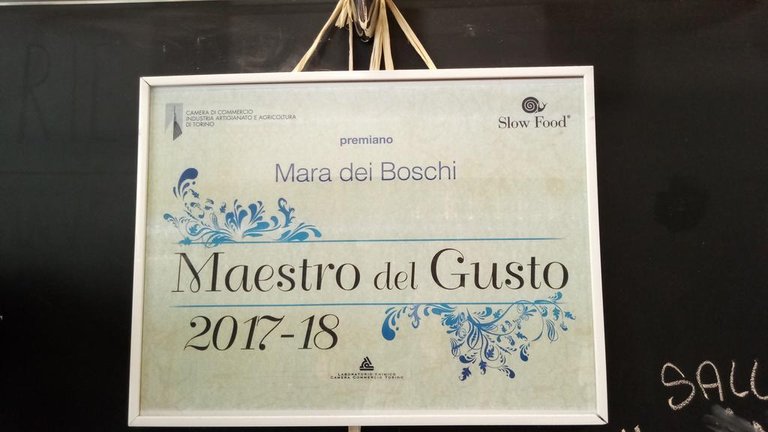 CAMERA DI COMMERCIO
INDUSTRIA ARTIGIANATO E AGRICOLTURA
DI TORINO
Slow Food®
premiano
Mara dei Boschi
Maestro del Gusto
2017-18
LABORATORIO CHIMICO
CAMERA COMMERCIO TORINO
SALU